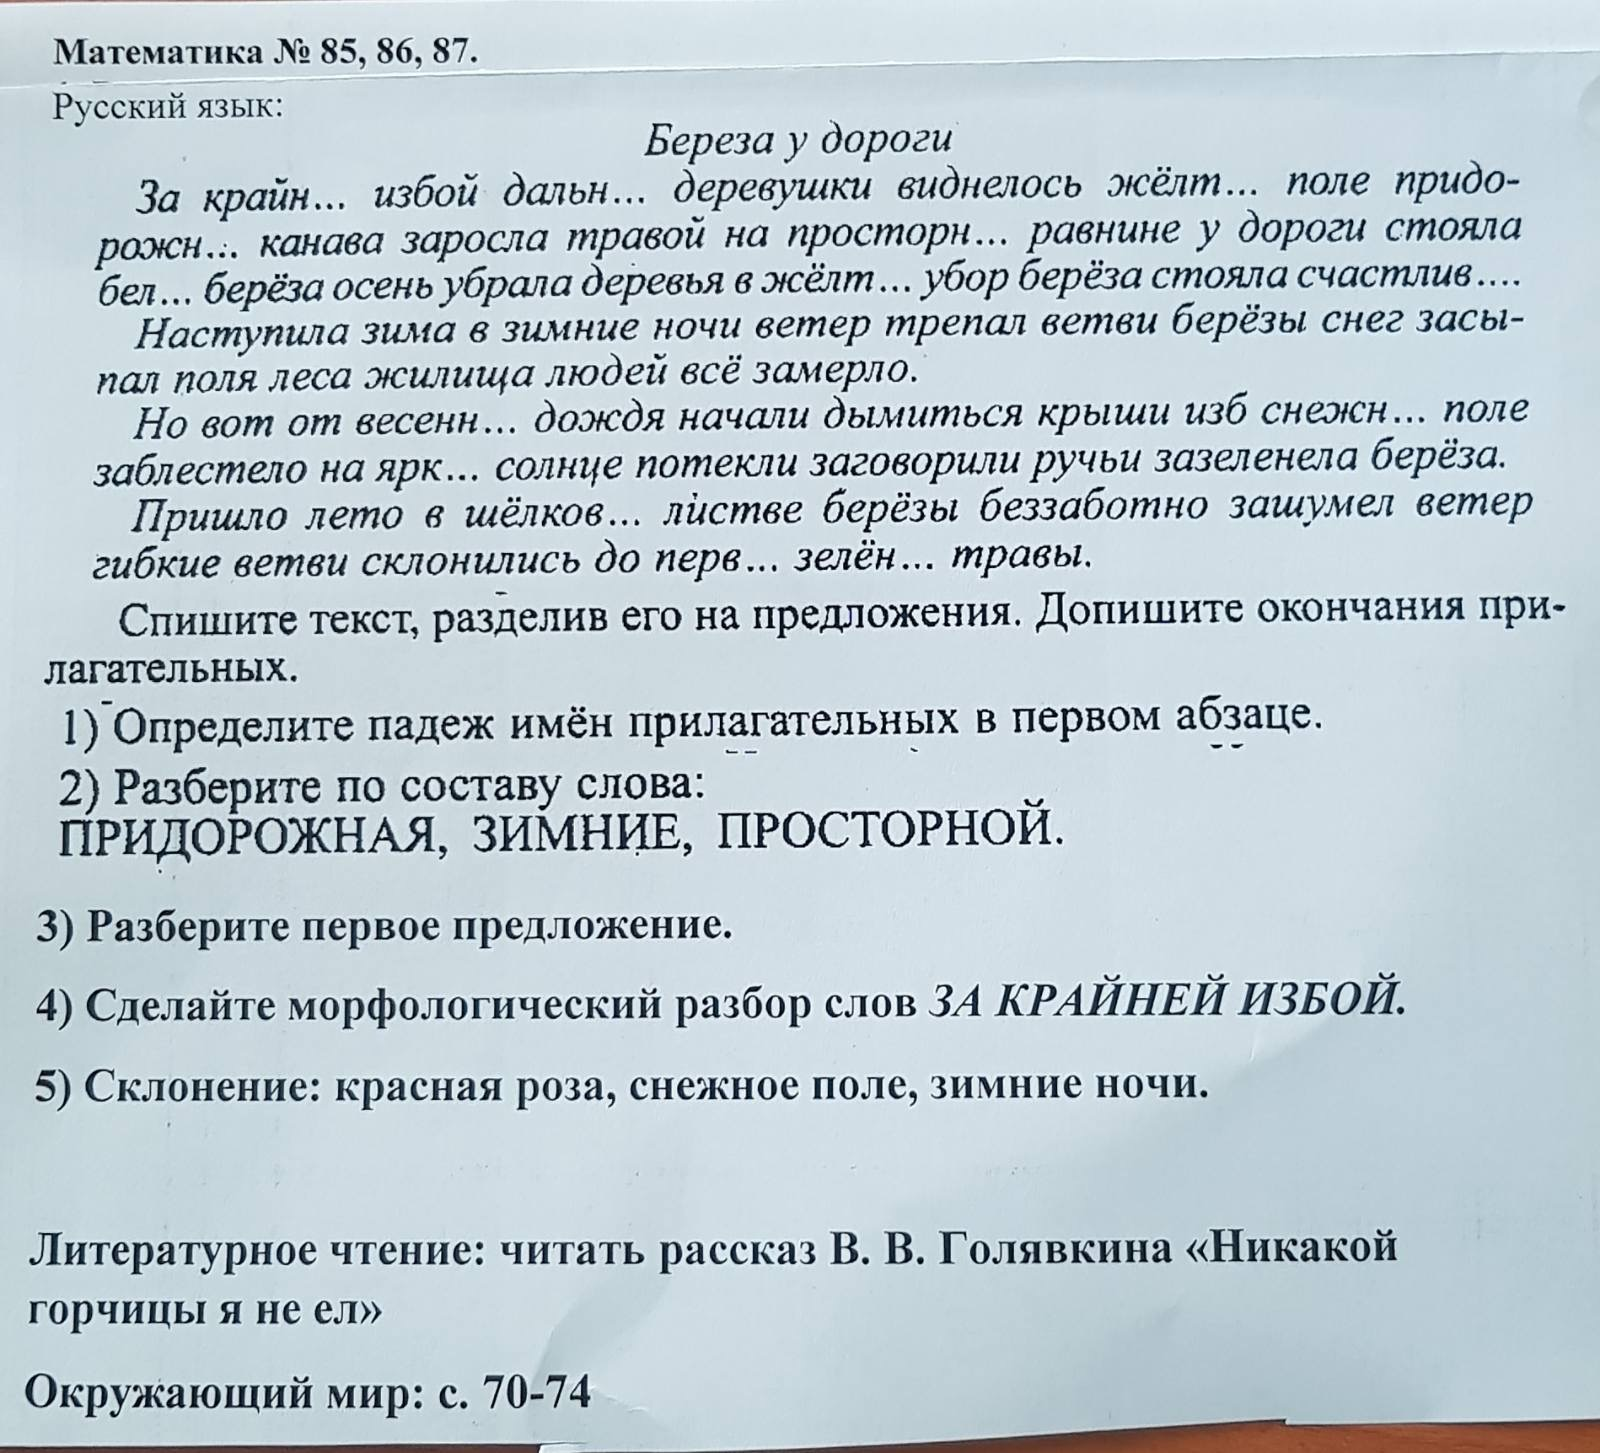 Математика № 85, 86, 87.
Русский язык:
Береза у дороги
За крайн... избой дальн... деревушки виднелось жёлт... поле придо-
рожн... канава заросла травой на просторн... равнине у дороги стояла
бел... берёза осень убрала деревья в жёлт... убор берёза стояла счастлив....
Наступила зима в зимние ночи ветер трепал ветви берёзы снег засы-
пал поля леса жилища людей всё замерло.
Но вот от весенн... дождя начали дымиться крыши изб снежн... поле
заблестело на ярк... солнце потекли заговорили ручьи зазеленела берёза.
Пришло лето в шёлков... листве берёзы беззаботно зашумел ветер
гибкие ветви склонились до перв... зелён... травы.
Спишите текст, разделив его на предложения. Допишите окончания при-
лагательных.
1) Определите падеж имён прилагательных в первом абзаце.
2) Разберите по составу слова:
ПРИДОРОЖНАЯ, ЗИМНИЕ, ПРОСТОРНОЙ.
3) Разберите первое предложение.
4) Сделайте морфологический разбор слов ЗА КРАЙНЕЙ ИЗБОЙ.
5) Склонение: красная роза, снежное поле, зимние ночи.
Литературное чтение: читать рассказ В. В. Голявкина «Никакой
горчицы я не ел»
Окружающий мир: с. 70-74